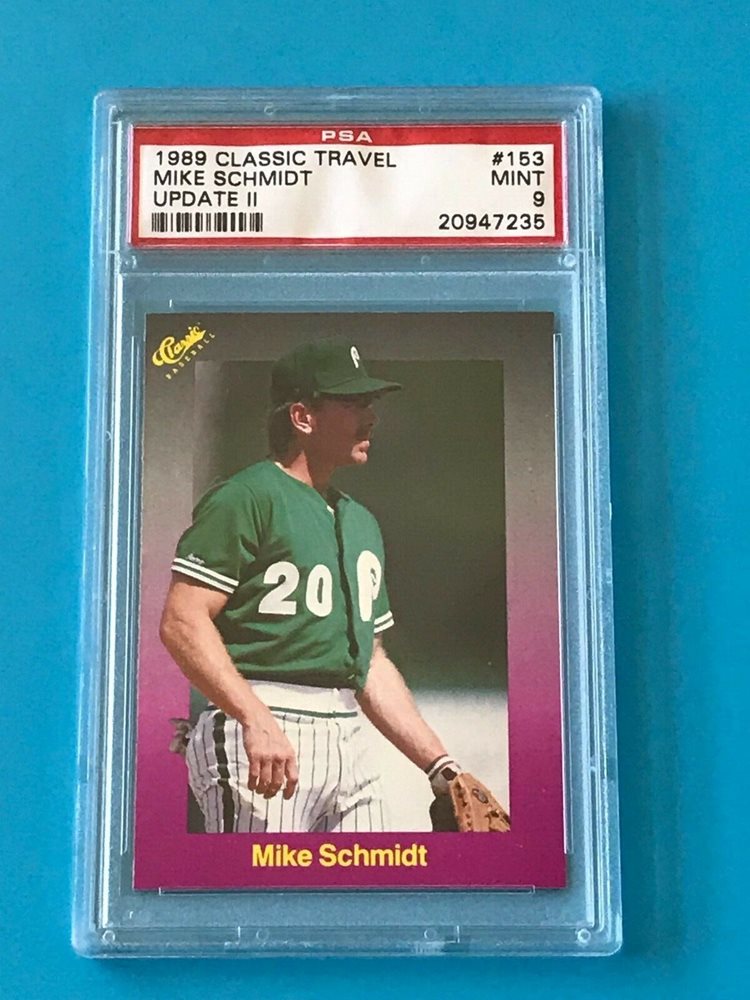 PSA
1989 CLASSIC TRAVEL #153
MIKE SCHMIDT MINT
UPDATE II 9
20947235
Classic
BASEBALL
P
20 P
Mike Schmidt